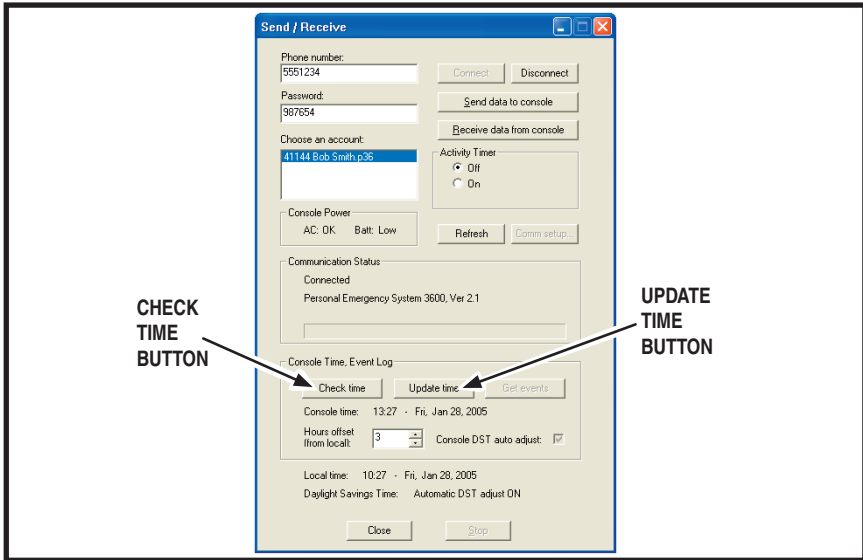 Send / Receive
Phone number:
5551234
Connect
Disconnect
Password:
987654
Send data to console
Receive data from console
Choose an account:
41144 Bob Smith.p36
Activity Timer
Off
On
Console Power
AC: OK Batt: Low
Refresh
Comm setup...
Communication Status
Connected
Personal Emergency System 3600, Ver 2.1
CHECK
TIME
BUTTON
UPDATE
TIME
BUTTON
Console Time, Event Log
Check time
Update time
Get events
Console time: 13:27 - Fri, Jan 28, 2005
Hours offset
(from local):
3
Console DST auto adjust:
Local time: 10:27 - Fri, Jan 28, 2005
Daylight Savings Time: Automatic DST adjust ON
Close
Stop